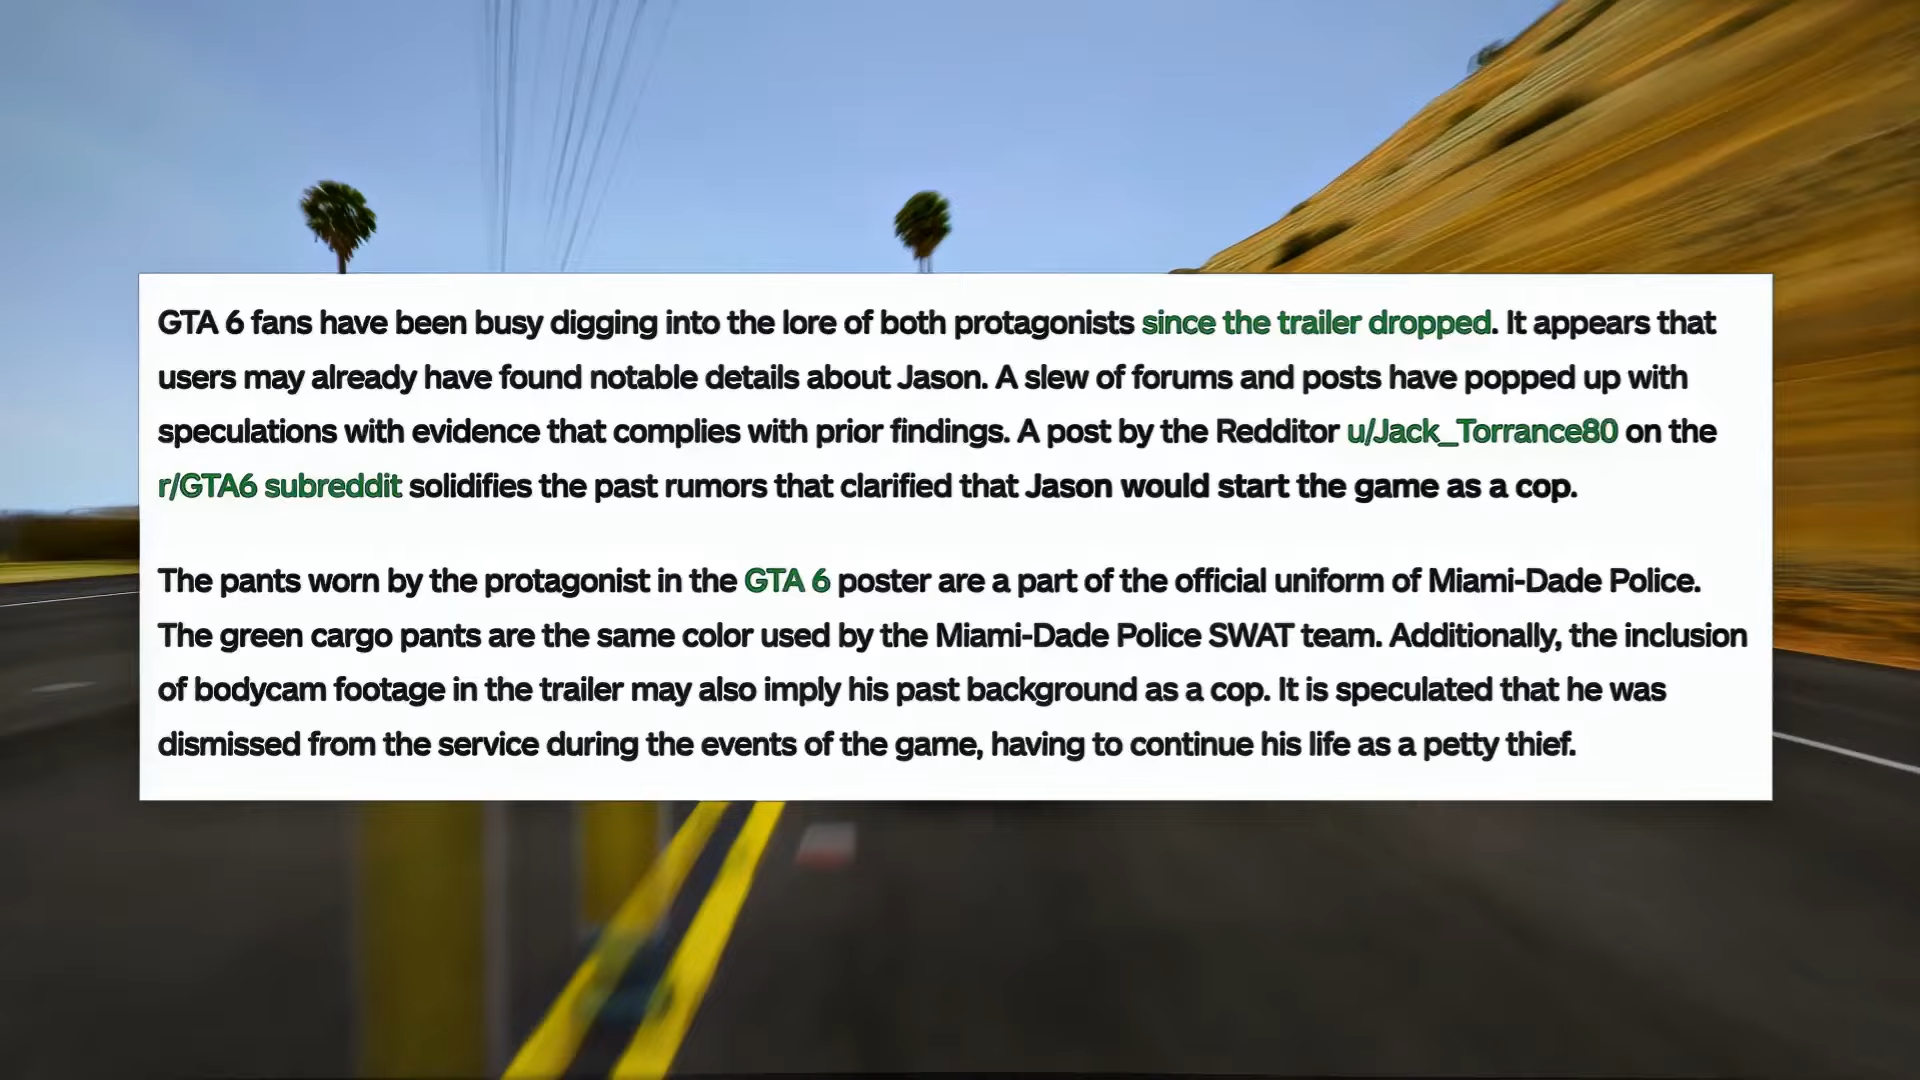 GTA 6 fans have been busy digging into the lore of both protagonists since the trailer dropped. It appears that
users may already have found notable details about Jason. A slew of forums and posts have popped up with
speculations with evidence that complies with prior findings. A post by the Redditor u/Jack_Torrance80 on the
r/GTA6 subreddit solidifies the past rumors that clarified that Jason would start the game as a cop.
The pants worn by the protagonist in the GTA 6 poster are a part of the official uniform of Miami-Dade Police.
The green cargo pants are the same color used by the Miami-Dade Police SWAT team. Additionally, the inclusion
of bodycam footage in the trailer may also imply his past background as a cop. It is speculated that he was
dismissed from the service during the events of the game, having to continue his life as a petty thief.